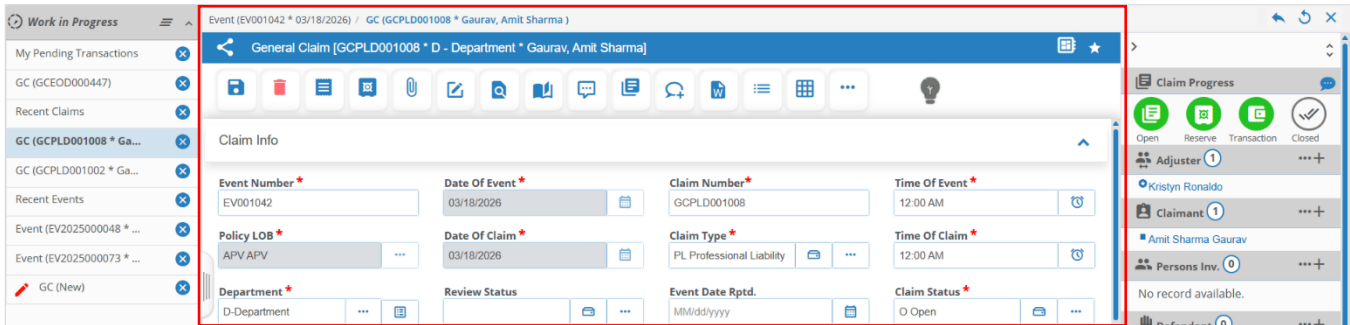 Work in Progress
My Pending Transactions
GC (GCEOD000447)
Recent Claims
GC (GCPLD001008 * Ga...
GC (GCPLD001002 * Ga...
Recent Events
Event (EV2025000048 * ...
Event (EV2025000073 * ...
GC (New)
Event (EV001042 * 03/18/2026) / GC (GCPLD001008 * Gaurav, Amit Sharma )
General Claim [GCPLD001008 * D - Department * Gaurav, Amit Sharma]
Claim Info
Event Number * Date Of Event * Claim Number* Time Of Event *
EV001042 03/18/2026 GCPLD001008 12:00 AM
Policy LOB * Date Of Claim * Claim Type * Time Of Claim *
APV APV ... 03/18/2026 PL Professional Liability ... 12:00 AM
Department * Review Status Event Date Rptd. Claim Status *
D-Department ... ... MM/dd/yyyy O Open ...
Claim Progress
Open Reserve Transaction Closed
Adjuster 1 ...+
Kristyn Ronaldo
Claimant 1 ...+
Amit Sharma Gaurav
Persons Inv. 0 ...+
No record available.
Defendant 0 ...+